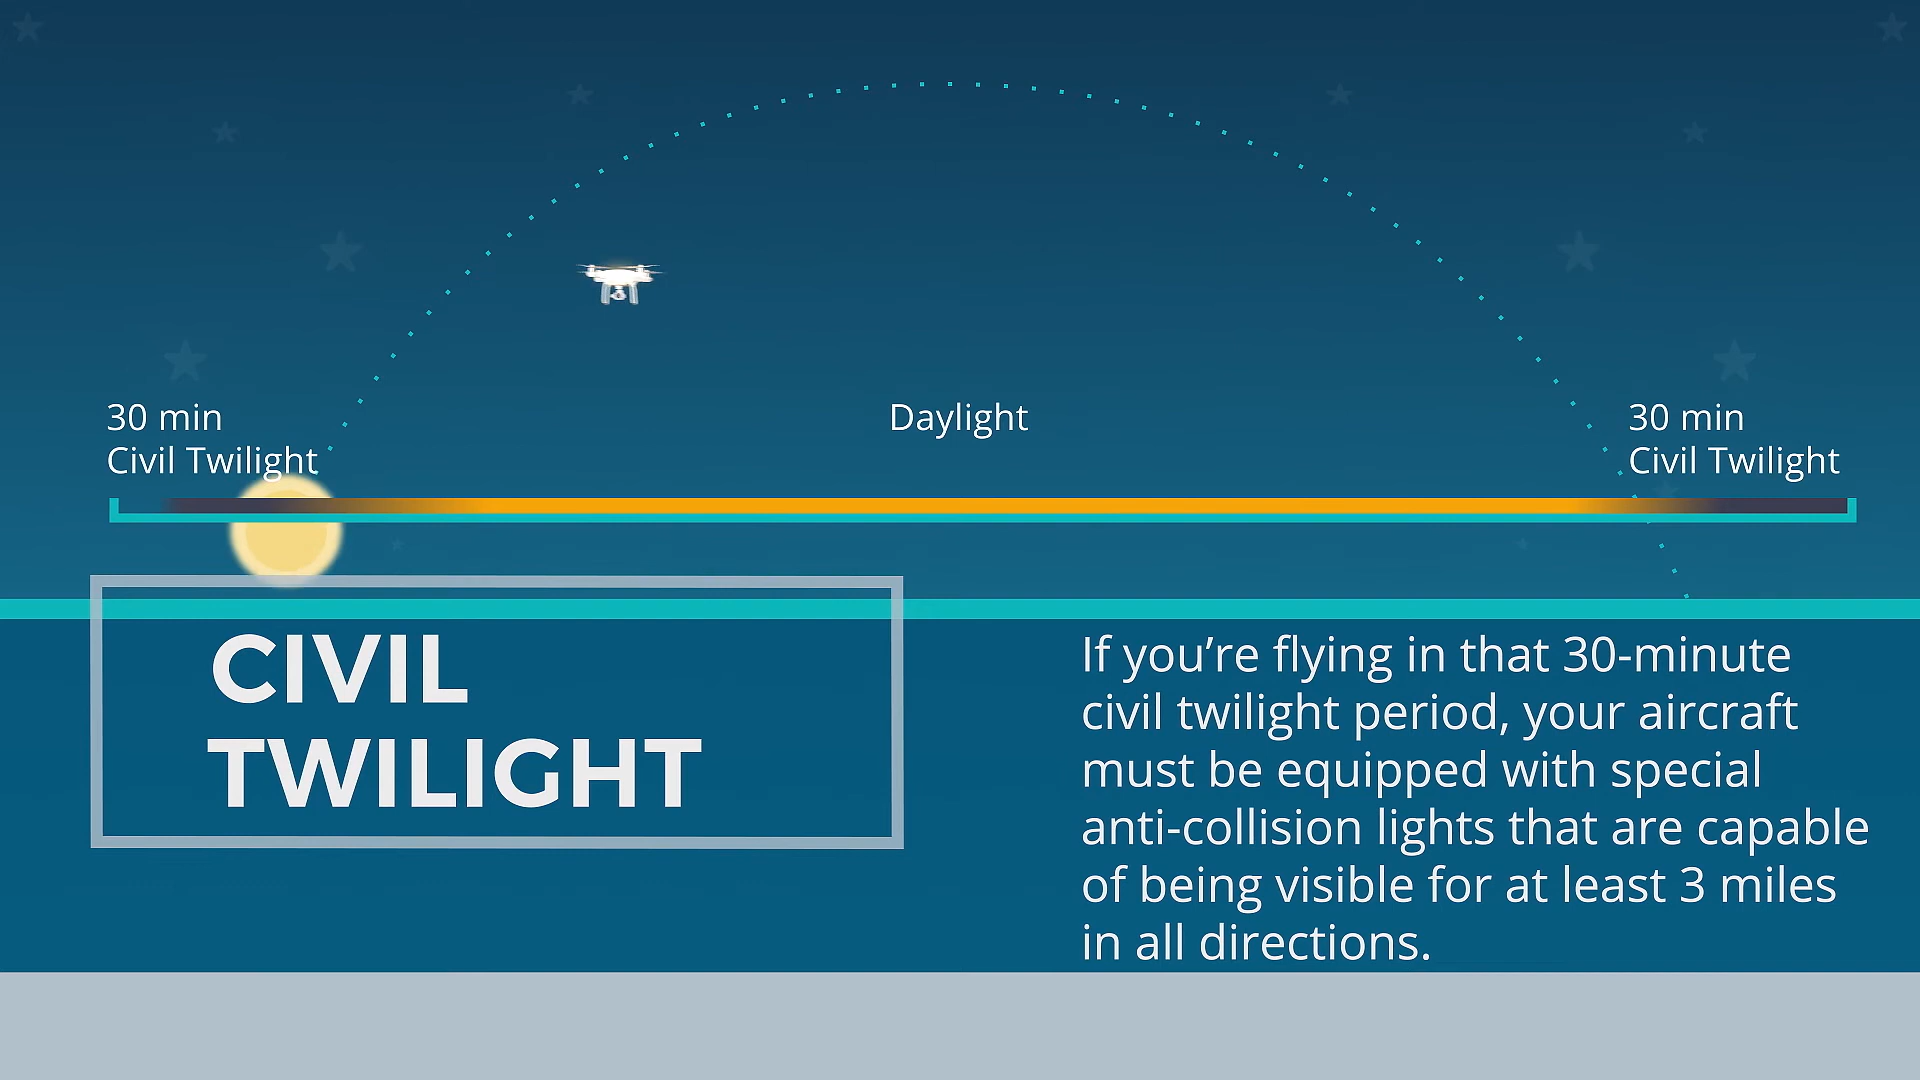 30 min
Civil Twilight
Daylight
30 min
Civil Twilight
CIVIL
TWILIGHT
If you’re flying in that 30-minute
civil twilight period, your aircraft
must be equipped with special
anti-collision lights that are capable
of being visible for at least 3 miles
in all directions.